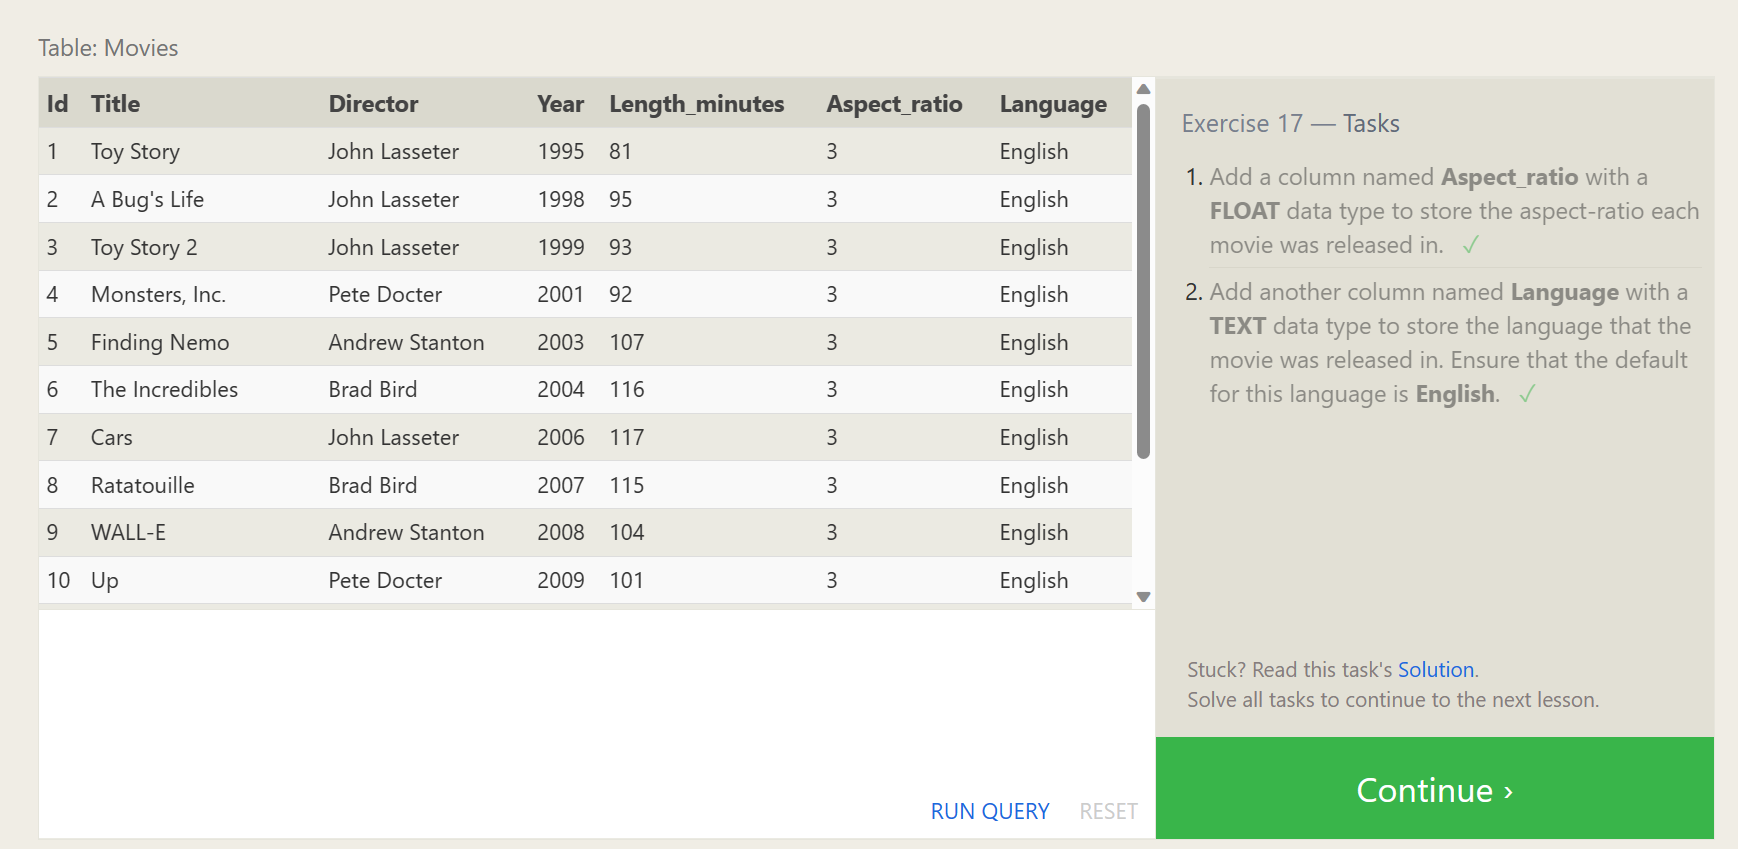 Table: Movies
Id Title Director Year Length_minutes Aspect_ratio Language
1 Toy Story John Lasseter 1995 81 3 English
2 A Bug's Life John Lasseter 1998 95 3 English
3 Toy Story 2 John Lasseter 1999 93 3 English
4 Monsters, Inc. Pete Docter 2001 92 3 English
5 Finding Nemo Andrew Stanton 2003 107 3 English
6 The Incredibles Brad Bird 2004 116 3 English
7 Cars John Lasseter 2006 117 3 English
8 Ratatouille Brad Bird 2007 115 3 English
9 WALL-E Andrew Stanton 2008 104 3 English
10 Up Pete Docter 2009 101 3 English
RUN QUERY RESET
Exercise 17 — Tasks
1. Add a column named Aspect_ratio with a
FLOAT data type to store the aspect-ratio each
movie was released in. ✓
2. Add another column named Language with a
TEXT data type to store the language that the
movie was released in. Ensure that the default
for this language is English. ✓
Stuck? Read this task's Solution.
Solve all tasks to continue to the next lesson.
Continue ›